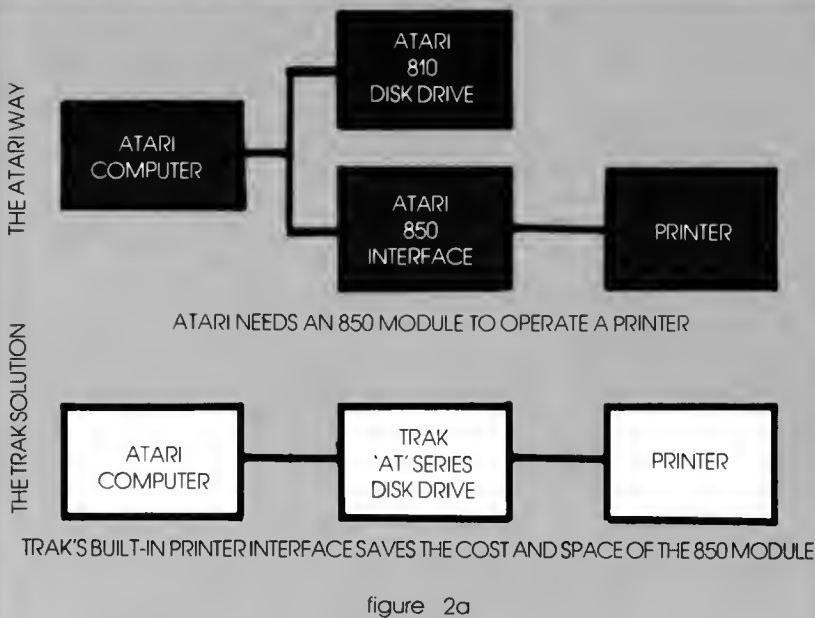 THE ATARI WAY
ATARI
810
DISK DRIVE
ATARI
COMPUTER
ATARI
850
INTERFACE
PRINTER
ATARI NEEDS AN 850 MODULE TO OPERATE A PRINTER
THE TRAK SOLUTION
ATARI
COMPUTER
TRAK
'AT' SERIES
DISK DRIVE
PRINTER
TRAK'S BUILT-IN PRINTER INTERFACE SAVES THE COST AND SPACE OF THE 850 MODULE
figure 2a